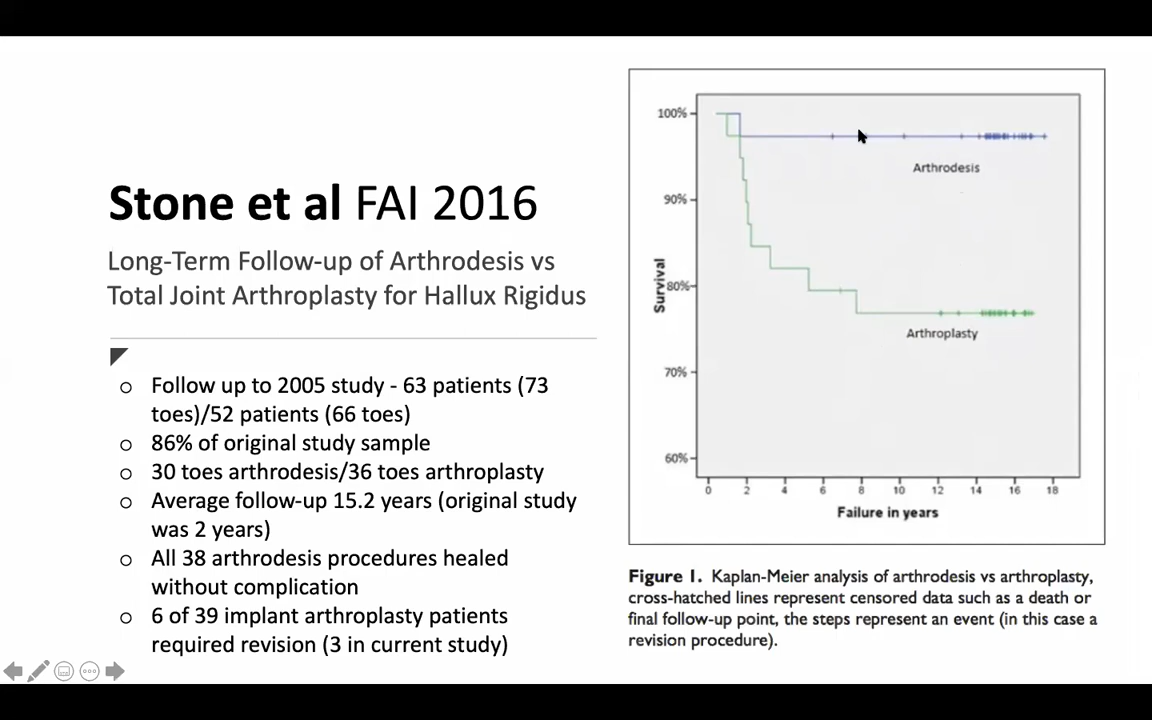 Stone et al FAI 2016
Long-Term Follow-up of Arthrodesis vs
Total Joint Arthroplasty for Hallux Rigidus
o Follow up to 2005 study - 63 patients (73
toes)/52 patients (66 toes)
o 86% of original study sample
o 30 toes arthrodesis/36 toes arthroplasty
o Average follow-up 15.2 years (original study
was 2 years)
o All 38 arthrodesis procedures healed
without complication
o 6 of 39 implant arthroplasty patients
required revision (3 in current study)
100%
90%
80%
70%
60%
Survival
Arthrodesis
Arthroplasty
0 2 4 6 8 10 12 14 16 18
Failure in years
Figure 1. Kaplan-Meier analysis of arthrodesis vs arthroplasty,
cross-hatched lines represent censored data such as a death or
final follow-up point, the steps represent an event (in this case a
revision procedure).